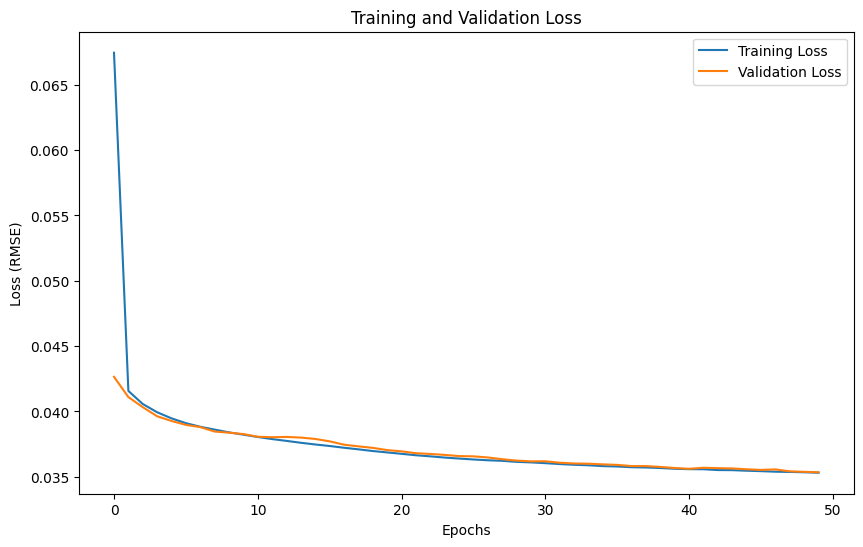 Training and Validation Loss
Training Loss
Validation Loss
0.065
0.060
0.055
0.050
0.045
0.040
0.035
Loss (RMSE)
0 10 20 30 40 50
Epochs